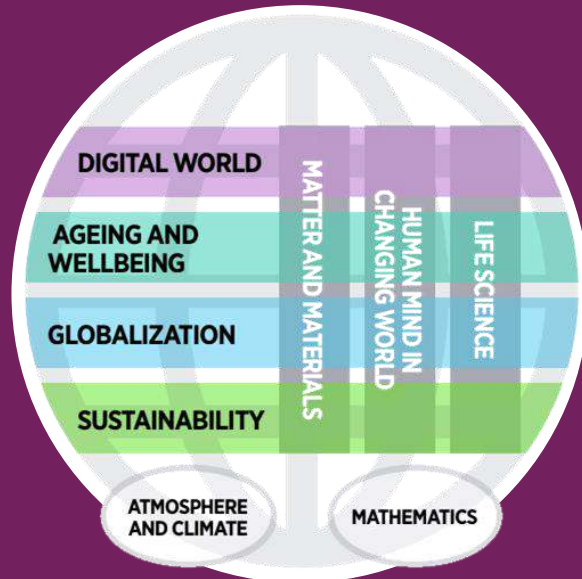 DIGITAL WORLD
AGEING AND
WELLBEING
GLOBALIZATION
SUSTAINABILITY
MATTER AND MATERIALS
HUMAN MIND IN
CHANGING WORLD
LIFE SCIENCE
ATMOSPHERE
AND CLIMATE
MATHEMATICS